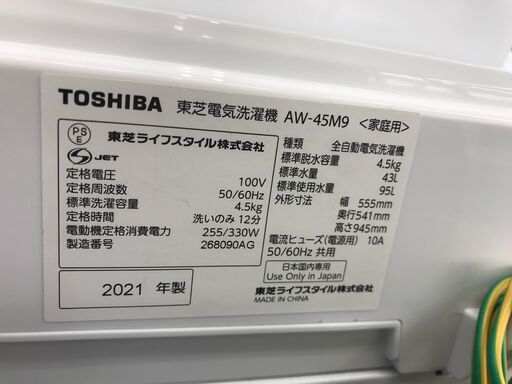 TOSHIBA 東芝電気洗濯機 AW-45M9 <家庭用>
PS
E
JET
東芝ライフスタイル株式会社
定格電圧 100V
定格周波数 50/60Hz
標準洗濯容量 4.5kg
定格時間 洗いのみ 12分
電動機定格消費電力 255/330W
製造番号 268090AG
2021 年製
種類 全自動電気洗濯機
標準脱水容量 4.5kg
標準水量 43L
標準使用水量 95L
外形寸法 幅 555mm
奥行541mm
高さ945mm
電流ヒューズ(電源用) 10A
50/60Hz 共用
日本国内専用
Use Only in Japan
東芝ライフスタイル株式会社
MADE IN CHINA